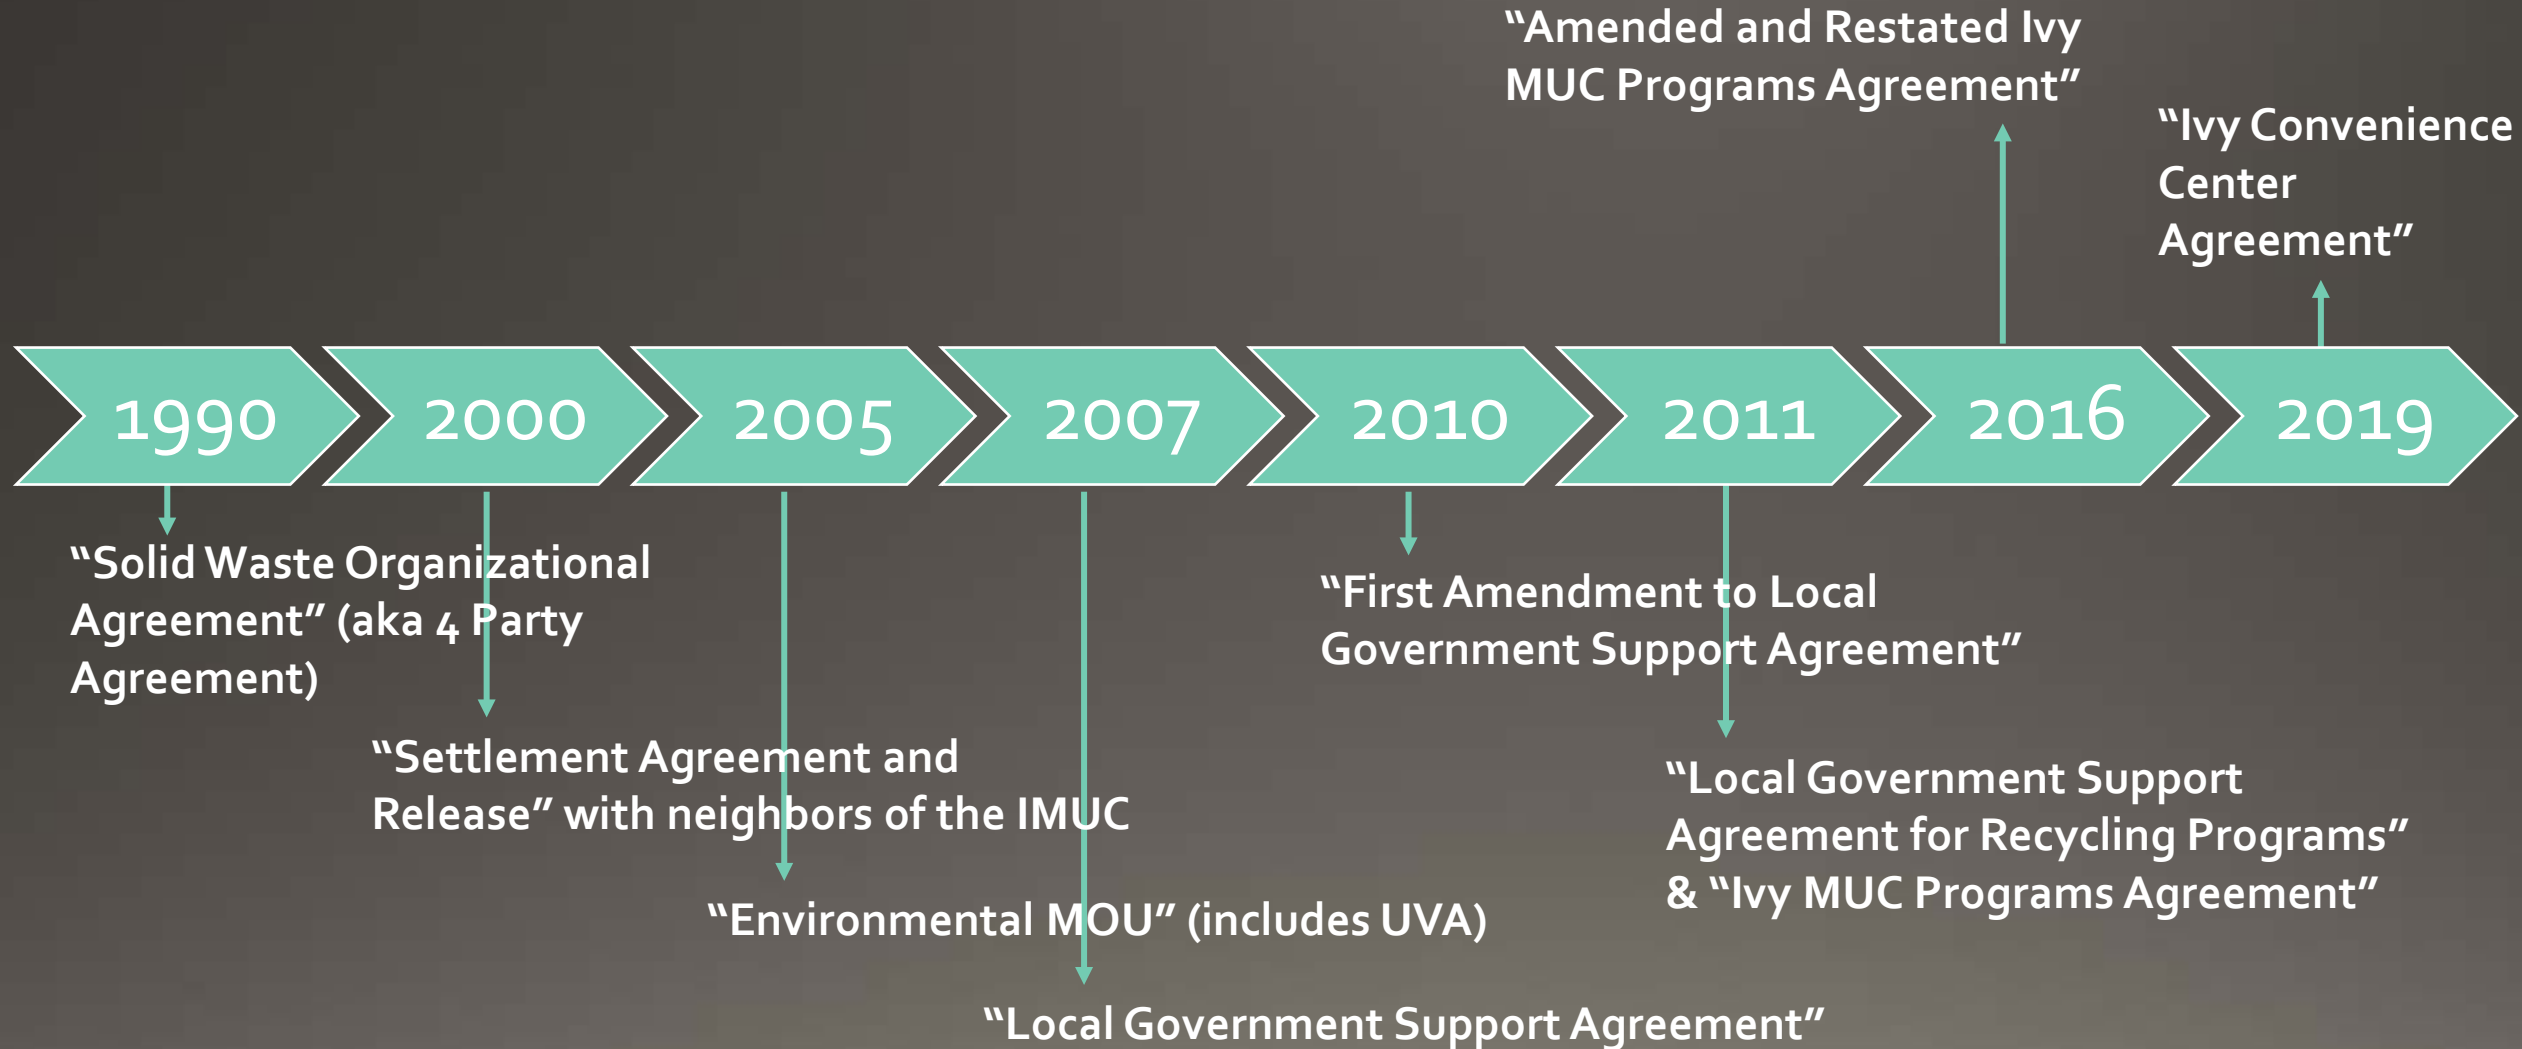 “Amended and Restated Ivy
MUC Programs Agreement”
“Ivy Convenience
Center
Agreement”
1990
2000
2005
2007
2010
2011
2016
2019
“Solid Waste Organizational
Agreement” (aka 4 Party
Agreement)
“First Amendment to Local
Government Support Agreement”
“Settlement Agreement and
Release” with neighbors of the IMUC
“Local Government Support
Agreement for Recycling Programs”
& “Ivy MUC Programs Agreement”
“Environmental MOU” (includes UVA)
“Local Government Support Agreement”